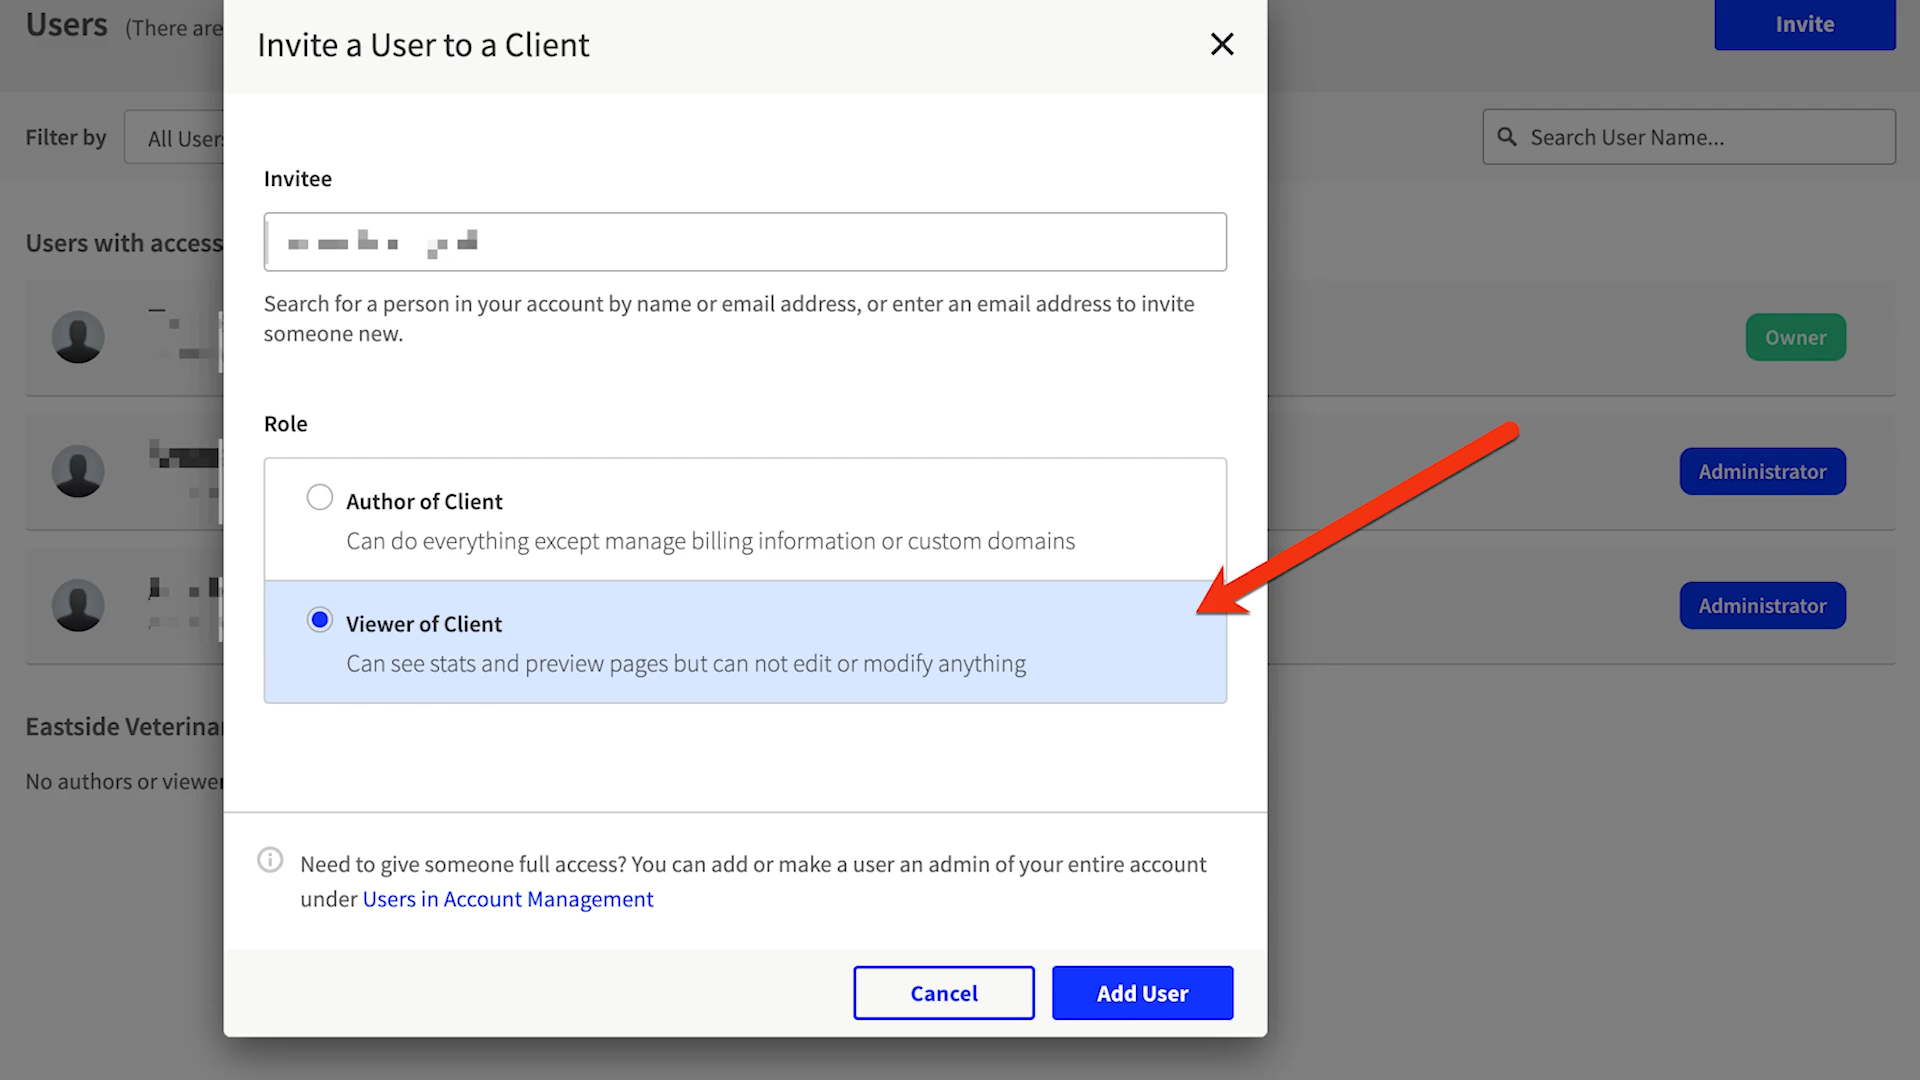 Users (There are
Invite a User to a Client
Invite
Filter by
All User
Search User Name...
Invitee
Search for a person in your account by name or email address, or enter an email address to invite
someone new.
Users with access
Owner
Role
Author of Client
Can do everything except manage billing information or custom domains
Administrator
Viewer of Client
Can see stats and preview pages but can not edit or modify anything
Administrator
Eastside Veterinar
No authors or viewer
Need to give someone full access? You can add or make a user an admin of your entire account
under Users in Account Management
Cancel
Add User